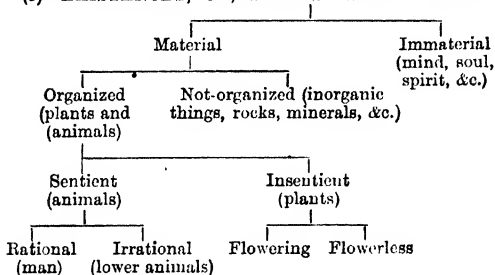 Material Immaterial
(mind, soul,
spirit, &c.)
Organized Not-organized (inorganic
(plants and things, rocks, minerals, &c.)
(animals)
Sentient Insentient
(animals) (plants)
Rational Irrational Flowering Flowerless
(man) (lower animals)